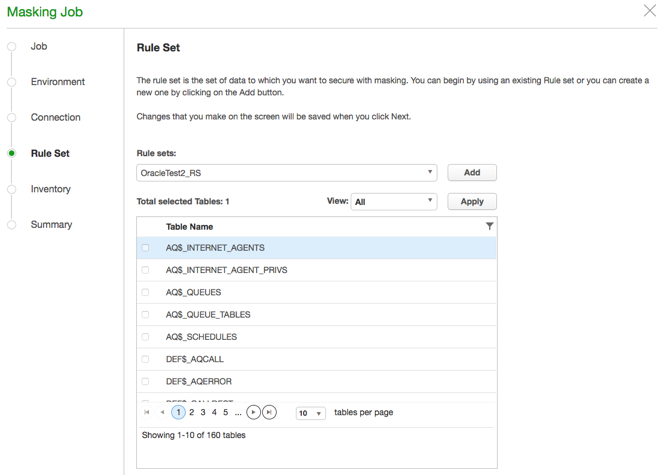 Masking Job
Job
Environment
Connection
Rule Set
Inventory
Summary
Rule Set
The rule set is the set of data to which you want to secure with masking. You can begin by using an existing Rule set or you can create a
new one by clicking on the Add button.
Changes that you make on the screen will be saved when you click Next.
Rule sets:
OracleTest2_RS
Add
Total selected Tables: 1
View:
All
Apply
Table Name
AQ$_INTERNET_AGENTS
AQ$_INTERNET_AGENT_PRIVS
AQ$_QUEUES
AQ$_QUEUE_TABLES
AQ$_SCHEDULES
DEF$_AQCALL
DEF$_AQERROR
1 2 3 4 5 ...
10
tables per page
Showing 1-10 of 160 tables